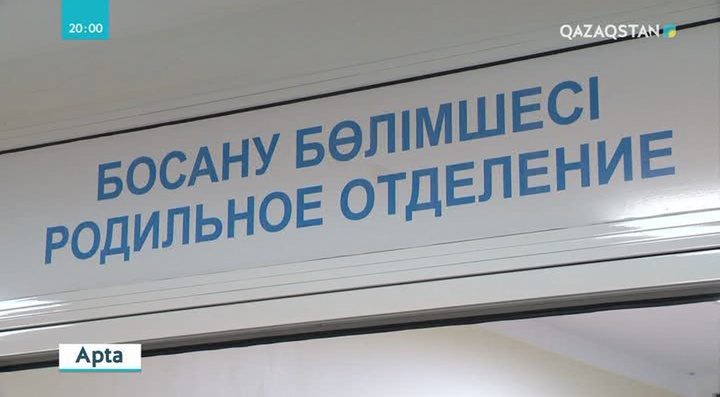 20:00
QAZAQSTAN
БОСАНУ БӨЛІМШЕСІ
РОДИЛЬНОЕ ОТДЕЛЕНИЕ
Apta